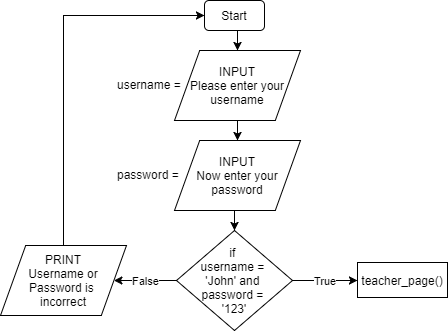 Start
username =
INPUT
Please enter your
username
password =
INPUT
Now enter your
password
if
username =
'John' and
password =
'123'
False
True
PRINT
Username or
Password is
incorrect
teacher_page()